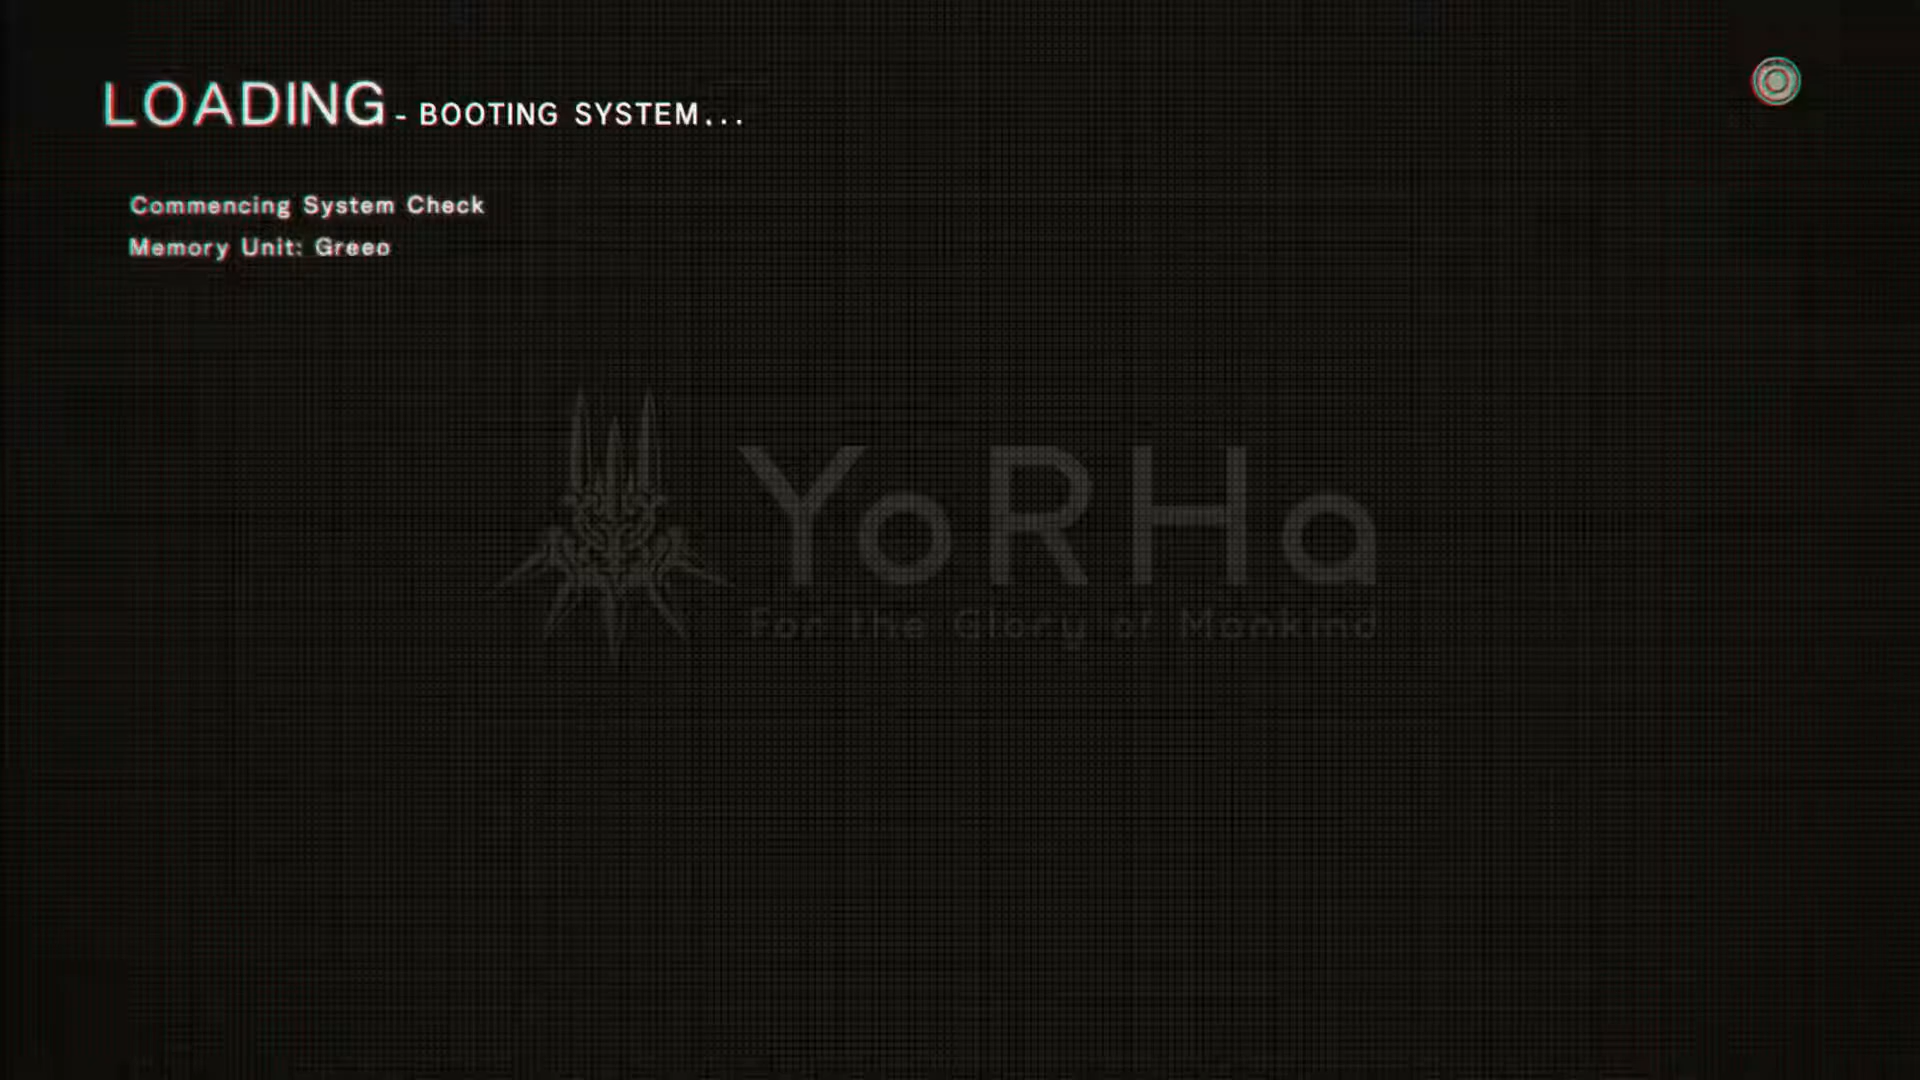 LOADING - BOOTING SYSTEM...
Commencing System Check
Memory Unit: Green
YoRHa
For the Glory of Mankind